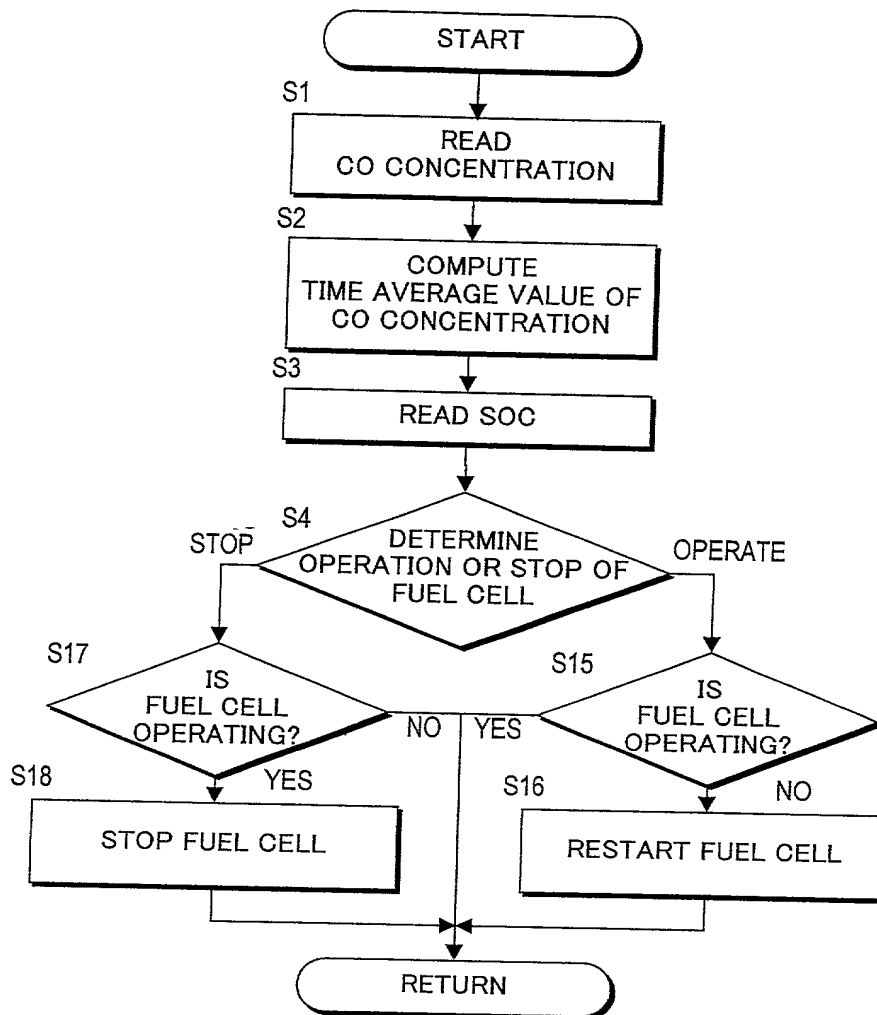 START
S1
READ
CO CONCENTRATION
S2
COMPUTE
TIME AVERAGE VALUE OF
CO CONCENTRATION
S3
READ SOC
S4
DETERMINE
OPERATION OR STOP OF
FUEL CELL
STOP
OPERATE
S17
IS
FUEL CELL
OPERATING?
NO
YES
S15
IS
FUEL CELL
OPERATING?
YES
NO
S18
STOP FUEL CELL
S16
RESTART FUEL CELL
RETURN